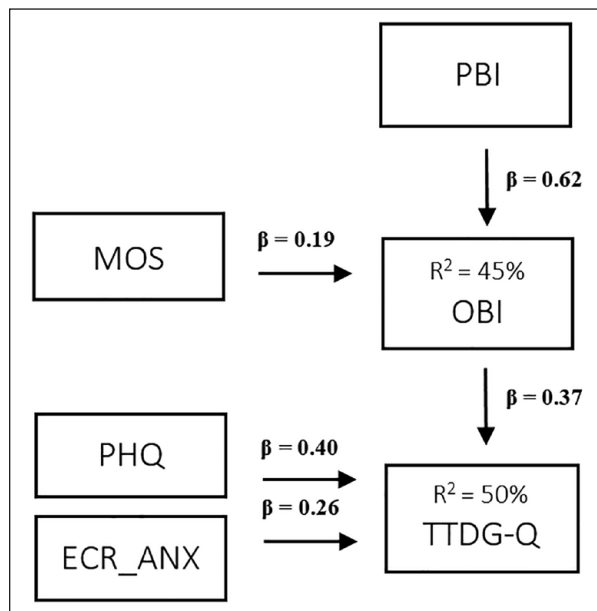 PBI
β = 0.62
MOS
β = 0.19
R² = 45%
OBI
β = 0.37
PHQ
β = 0.40
β = 0.26
R² = 50%
TTDG-Q
ECR_ANX